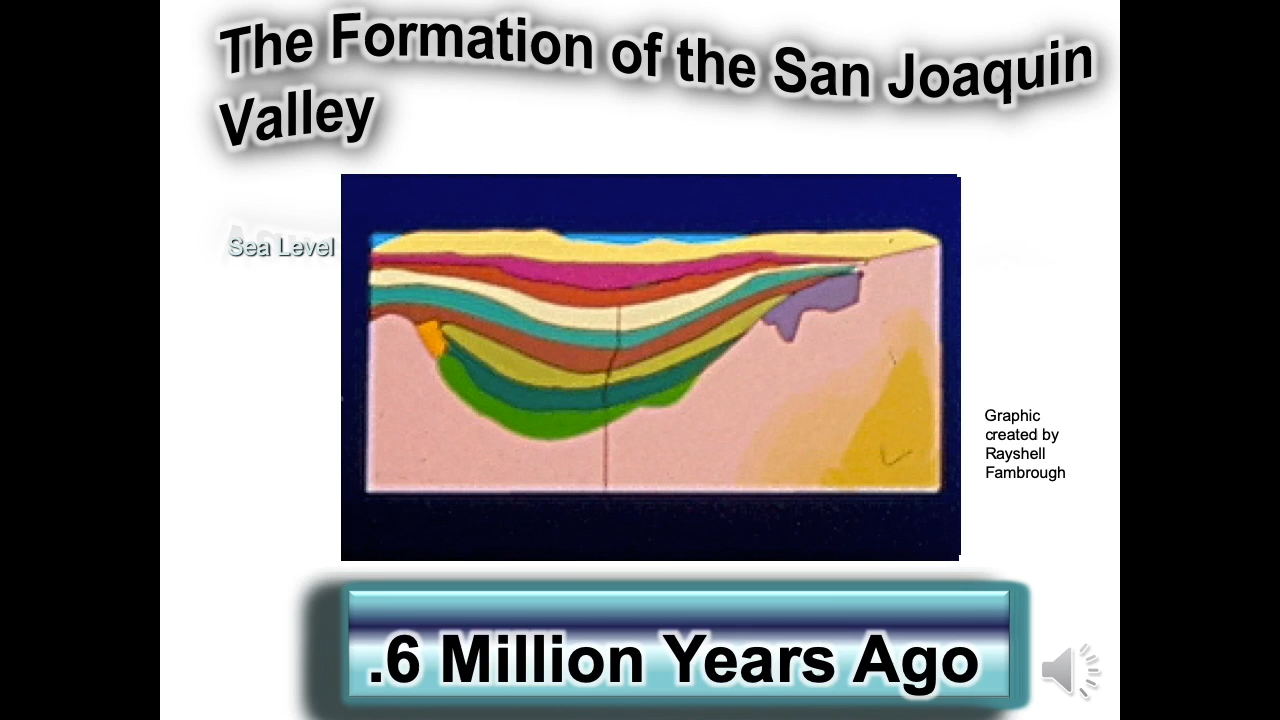 The Formation of the San Joaquin
Valley
Sea Level
Graphic
created by
Rayshell
Fambrough
.6 Million Years Ago